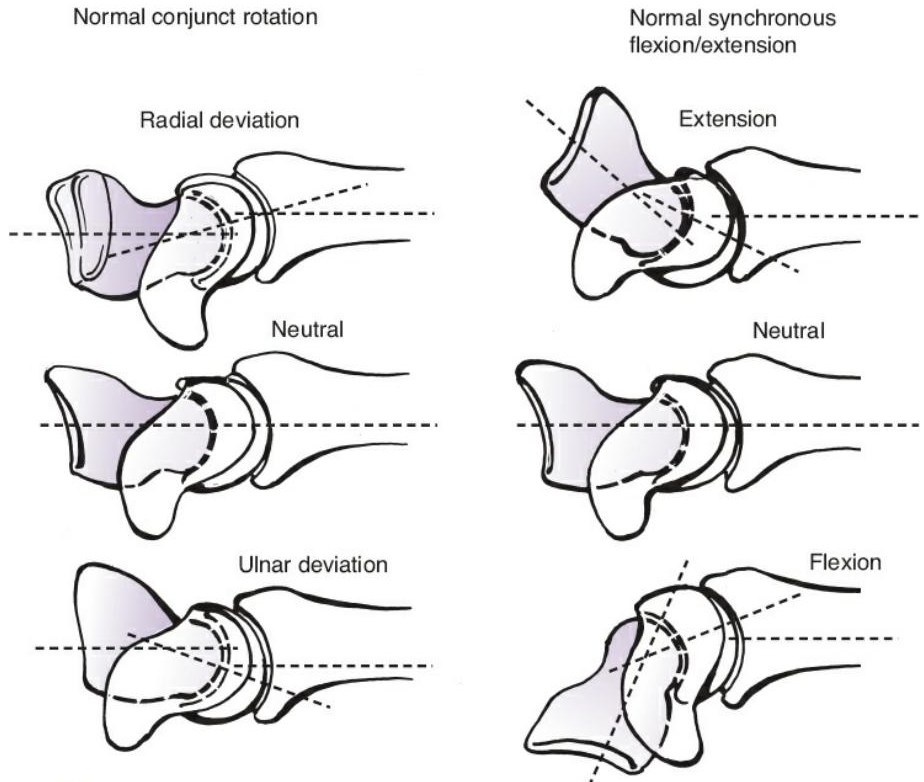 Normal conjunct rotation
Radial deviation
Neutral
Ulnar deviation
Normal synchronous
flexion/extension
Extension
Neutral
Flexion